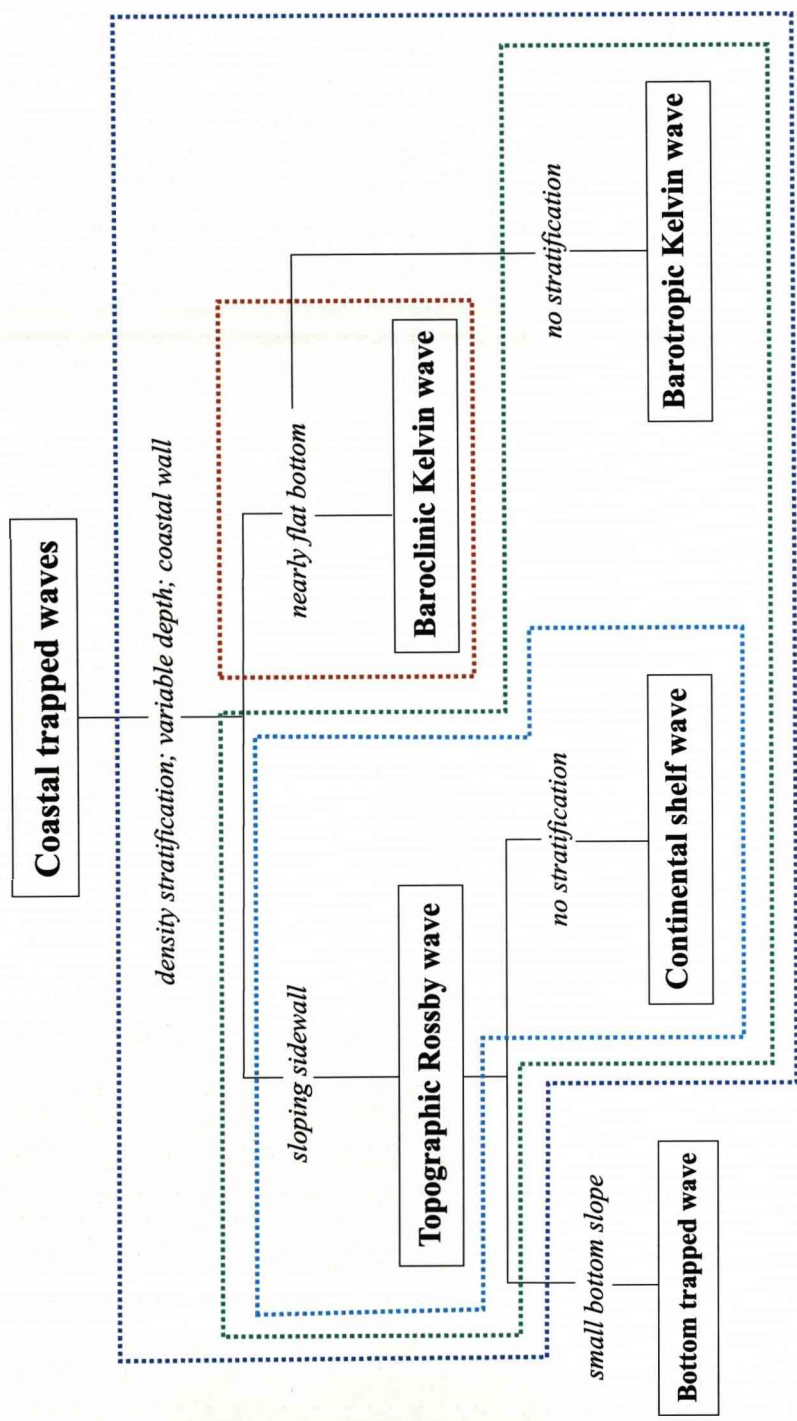 Coastal trapped waves
density stratification; variable depth; coastal wall
sloping sidewall
nearly flat bottom
Topographic Rossby wave
Baroclinic Kelvin wave
small bottom slope
no stratification
no stratification
Bottom trapped wave
Continental shelf wave
Barotropic Kelvin wave